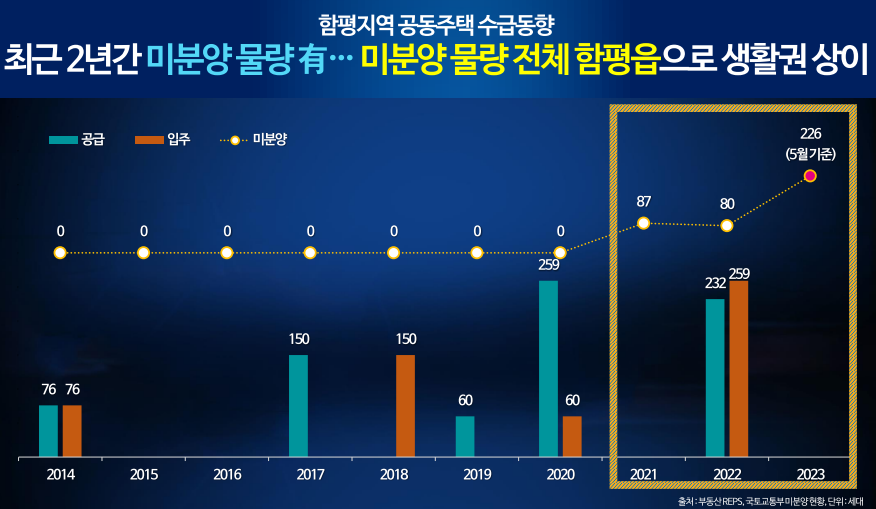 함평지역 공동주택 수급동향
최근 2년간 미분양 물량 有… 미분양 물량 전체 함평읍으로 생활권 상이
공급 입주 미분양
226
(5월기준)
0 0 0 0 0 0 0 87 80
76 76 150 150 60 259 60 232 259
2014 2015 2016 2017 2018 2019 2020 2021 2022 2023
출처 : 부동산 REPS, 국토교통부 미분양 현황, 단위 : 세대